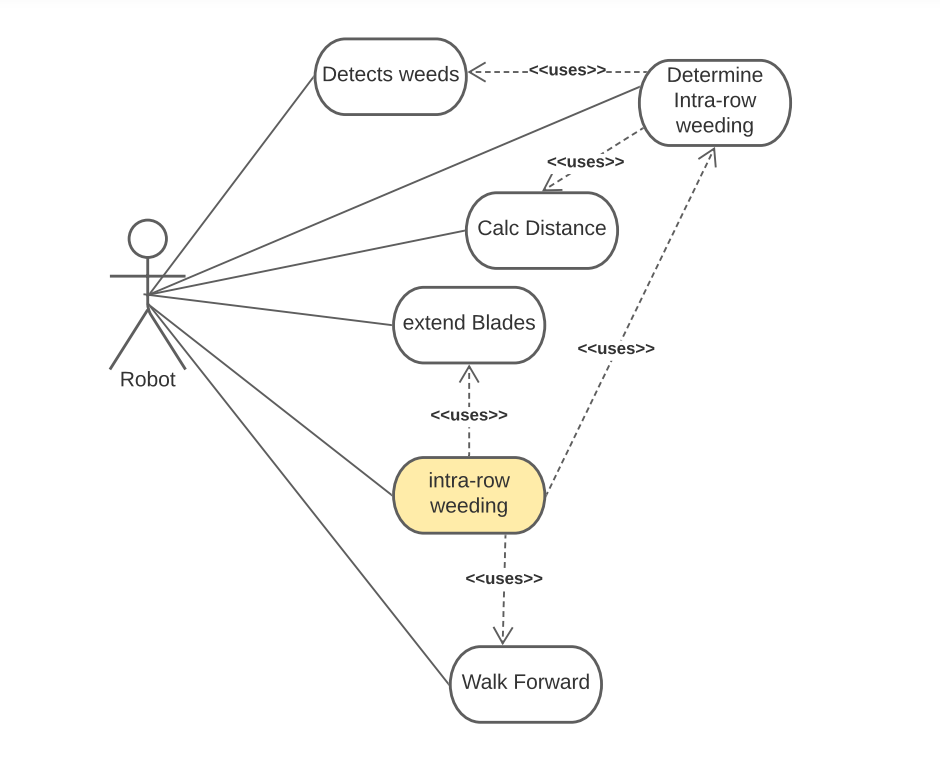 Detects weeds
<<uses>>
Determine
Intra-row
weeding
<<uses>>
Calc Distance
extend Blades
<<uses>>
Robot
<<uses>>
intra-row
weeding
<<uses>>
Walk Forward